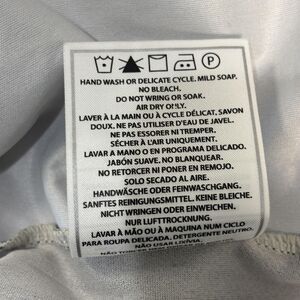 HAND WASH OR DELICATE CYCLE. MILD SOAP.
NO BLEACH.
DO NOT WRING OR SOAK.
AIR DRY ONLY.
LAVER À LA MAIN OU À CYCLE DÉLICAT, SAVON
DOUX. NE PAS UTILISER D'EAU DE JAVEL.
NE PAS ESSORER NI TREMPER.
SÉCHER À L'AIR UNIQUEMENT.
LAVAR A MANO O EN PROGRAMA DELICADO.
JABÓN SUAVE. NO BLANQUEAR.
NO RETORCER NI PONER EN REMOJO.
SOLO SECADO AL AIRE.
HANDWÄSCHE ODER FEINWASCHGANG.
SANFTES REINIGUNGSMITTEL. KEINE BLEICHE.
NICHT WRINGEN ODER EINWEICHEN.
NUR LUFTTROCKNUNG.
LAVAR À MÃO OU À MAQUINA NUM CICLO
PARA ROUPA DELICADA. DETERGENTE NEUTRO.
NÃO USAR LIXÍVIA.